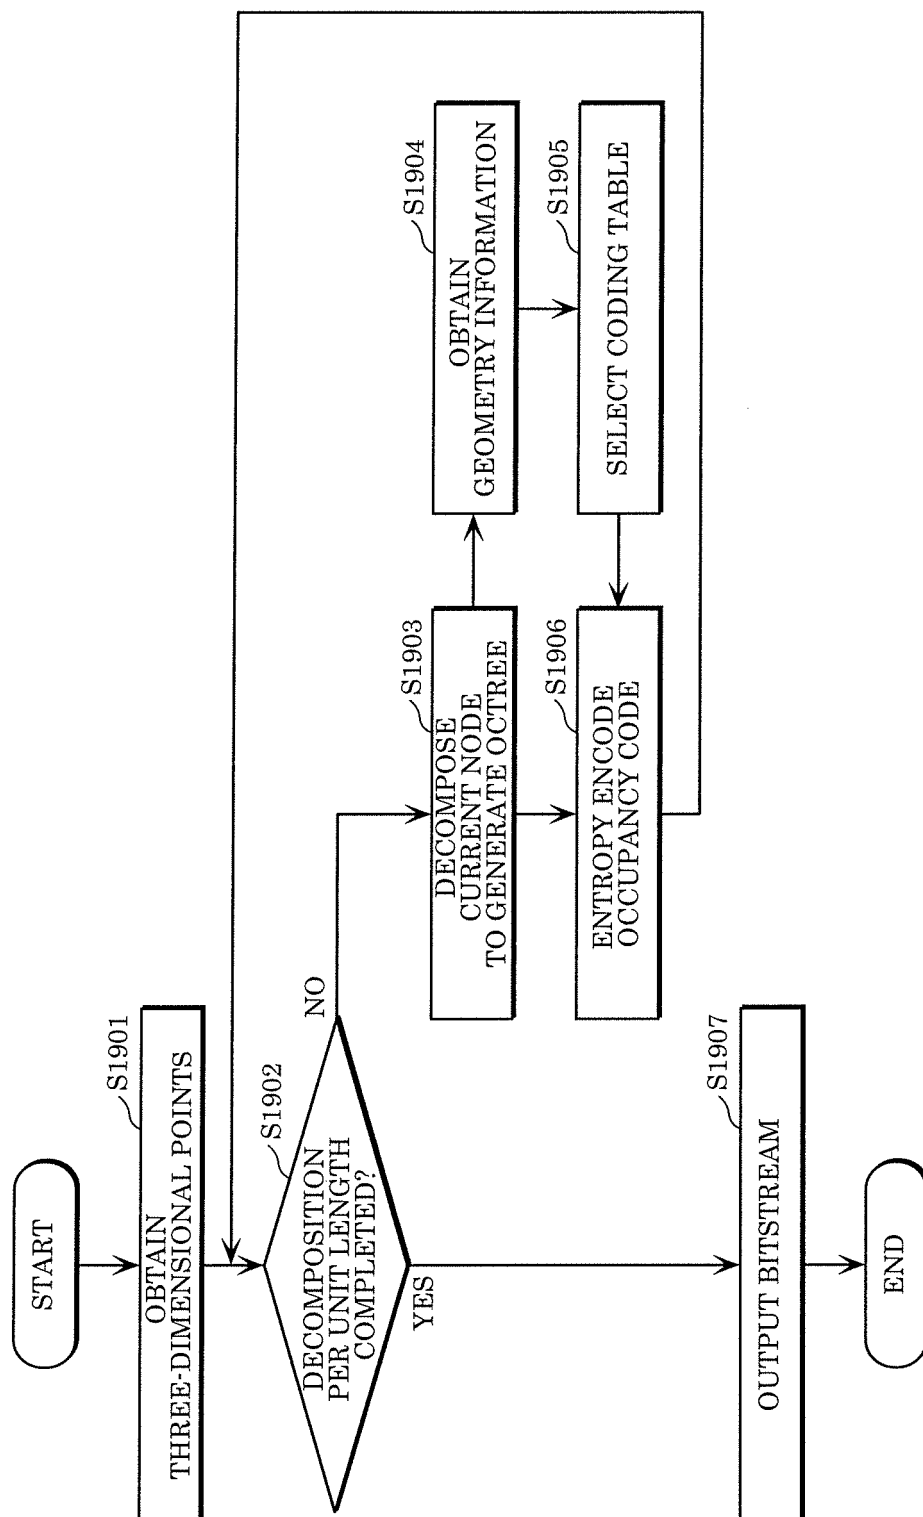 START
S1901
OBTAIN
THREE-DIMENSIONAL POINTS
S1902
DECOMPOSITION
PER UNIT LENGTH
COMPLETED?
NO
YES
S1903
DECOMPOSE
CURRENT NODE
TO GENERATE OCTREE
S1904
OBTAIN
GEOMETRY INFORMATION
S1905
SELECT CODING TABLE
S1906
ENTROPY ENCODE
OCCUPANCY CODE
S1907
OUTPUT BITSTREAM
END